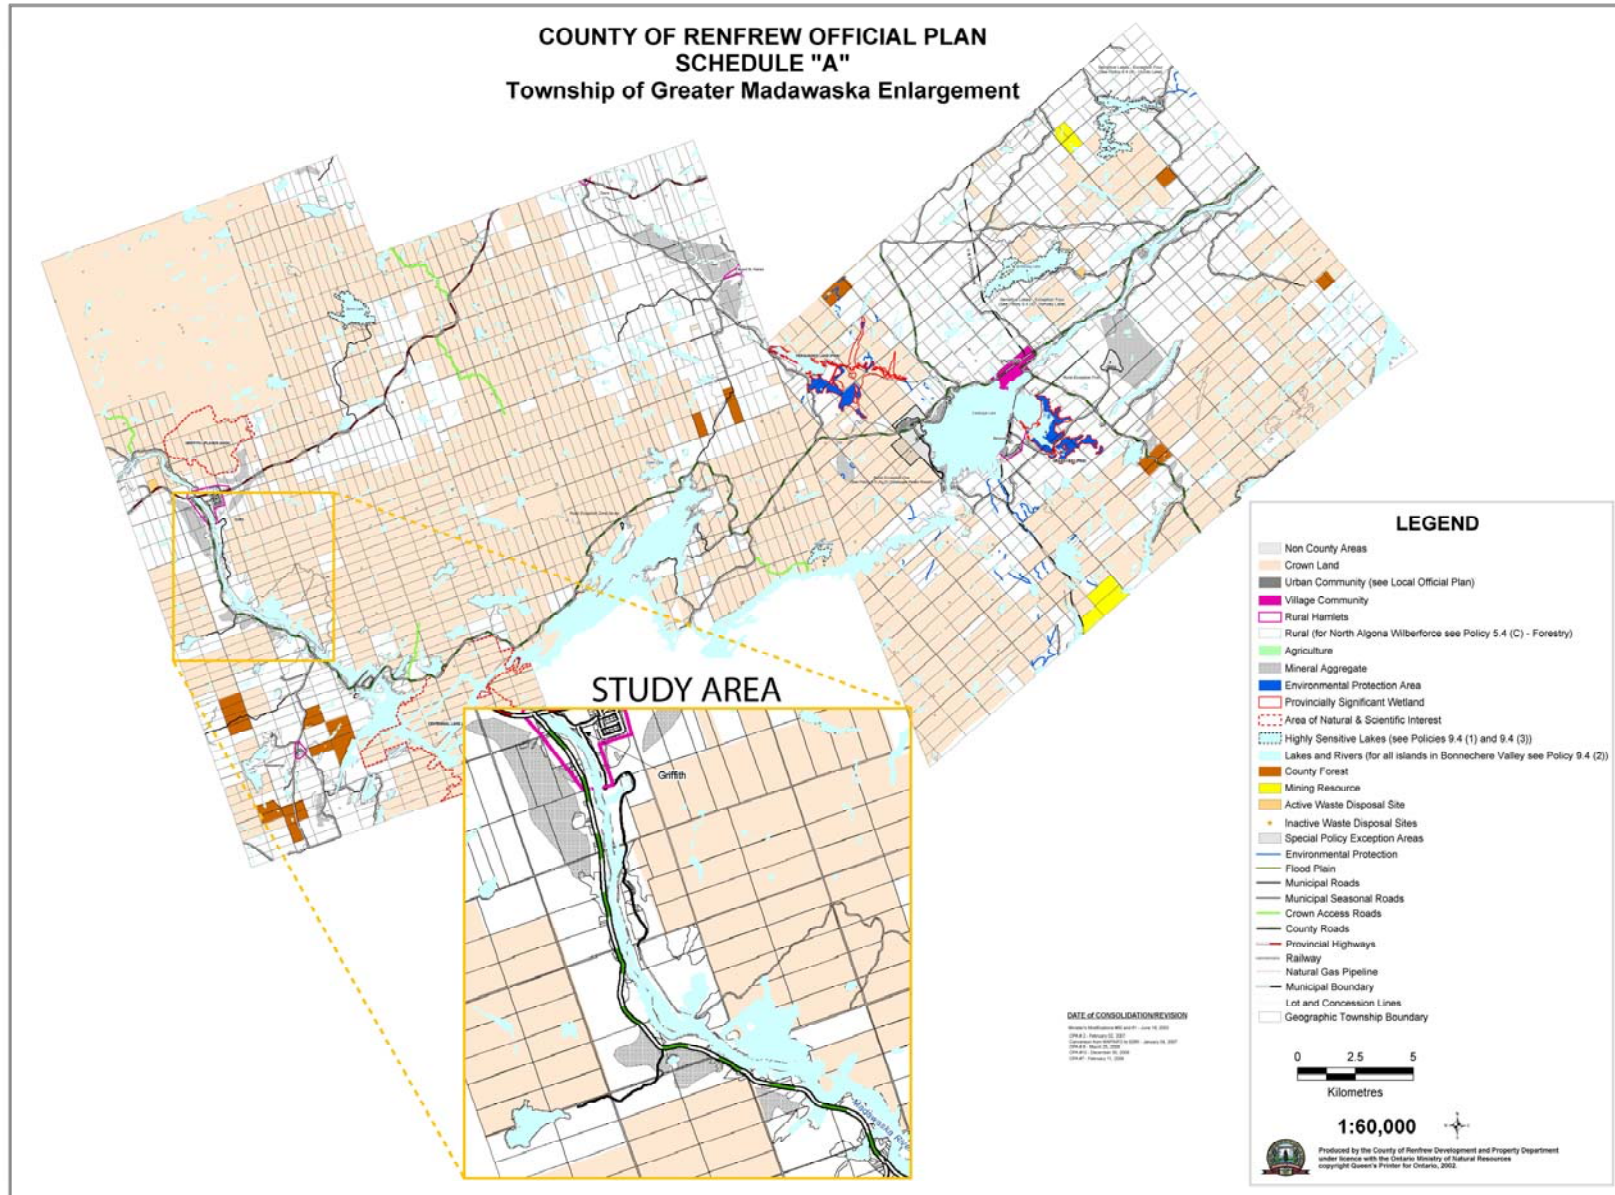 COUNTY OF RENFREW OFFICIAL PLAN
SCHEDULE "A"
Township of Greater Madawaska Enlargement
STUDY AREA
Griffith
Madawaska River
LEGEND
Non County Areas
Crown Land
Urban Community (see Local Official Plan)
Village Community
Rural Hamlets
Rural (for North Algona Wilberforce see Policy 5.4 (C) - Forestry)
Agriculture
Mineral Aggregate
Environmental Protection Area
Provincially Significant Wetland
Area of Natural & Scientific Interest
Highly Sensitive Lakes (see Policies 9.4 (1) and 9.4 (3))
Lakes and Rivers (for all islands in Bonnechere Valley see Policy 9.4 (2))
County Forest
Mining Resource
Active Waste Disposal Site
Inactive Waste Disposal Sites
Special Policy Exception Areas
Environmental Protection
Flood Plain
Municipal Roads
Municipal Seasonal Roads
Crown Access Roads
County Roads
Provincial Highways
Railway
Natural Gas Pipeline
Municipal Boundary
Lot and Concession Lines
Geographic Township Boundary
0 2.5 5
Kilometres
1:60,000
Produced by the County of Renfrew Development and Property Department
under licence with the Ontario Ministry of Natural Resources
copyright Queen's Printer for Ontario, 2002.
DATE of CONSOLIDATION/REVISION